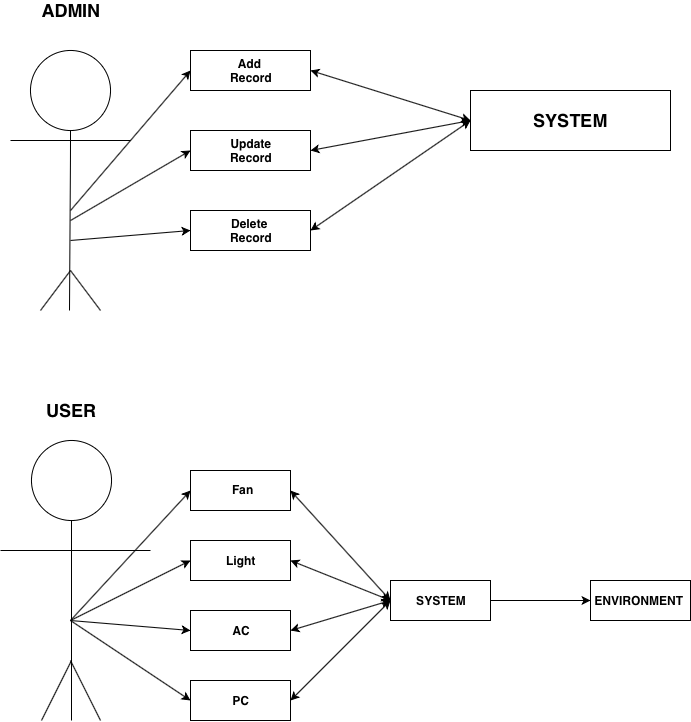 ADMIN
Add
Record
SYSTEM
Update
Record
Delete
Record
USER
Fan
Light
SYSTEM
ENVIRONMENT
AC
PC